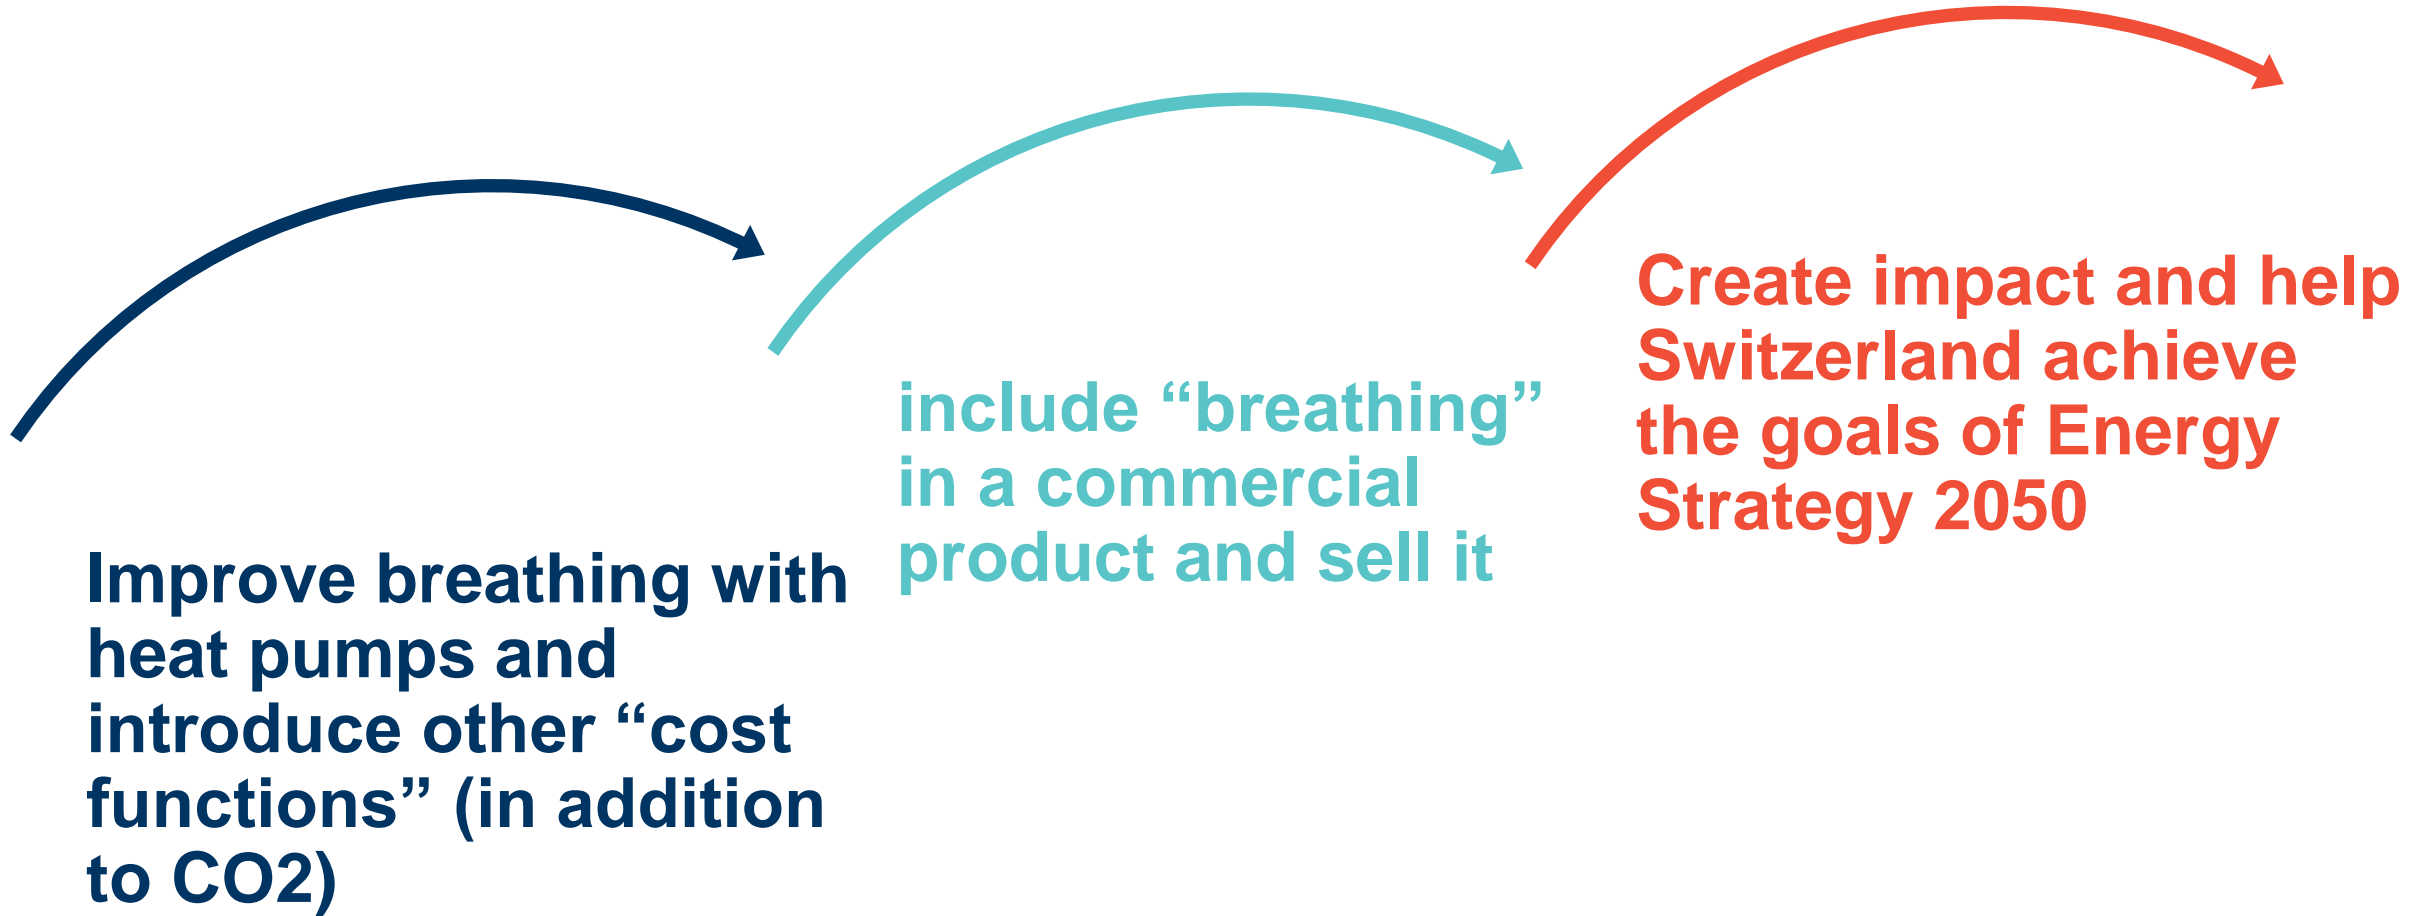 Improve breathing with
heat pumps and
introduce other “cost
functions” (in addition
to CO2)
include “breathing”
in a commercial
product and sell it
Create impact and help
Switzerland achieve
the goals of Energy
Strategy 2050